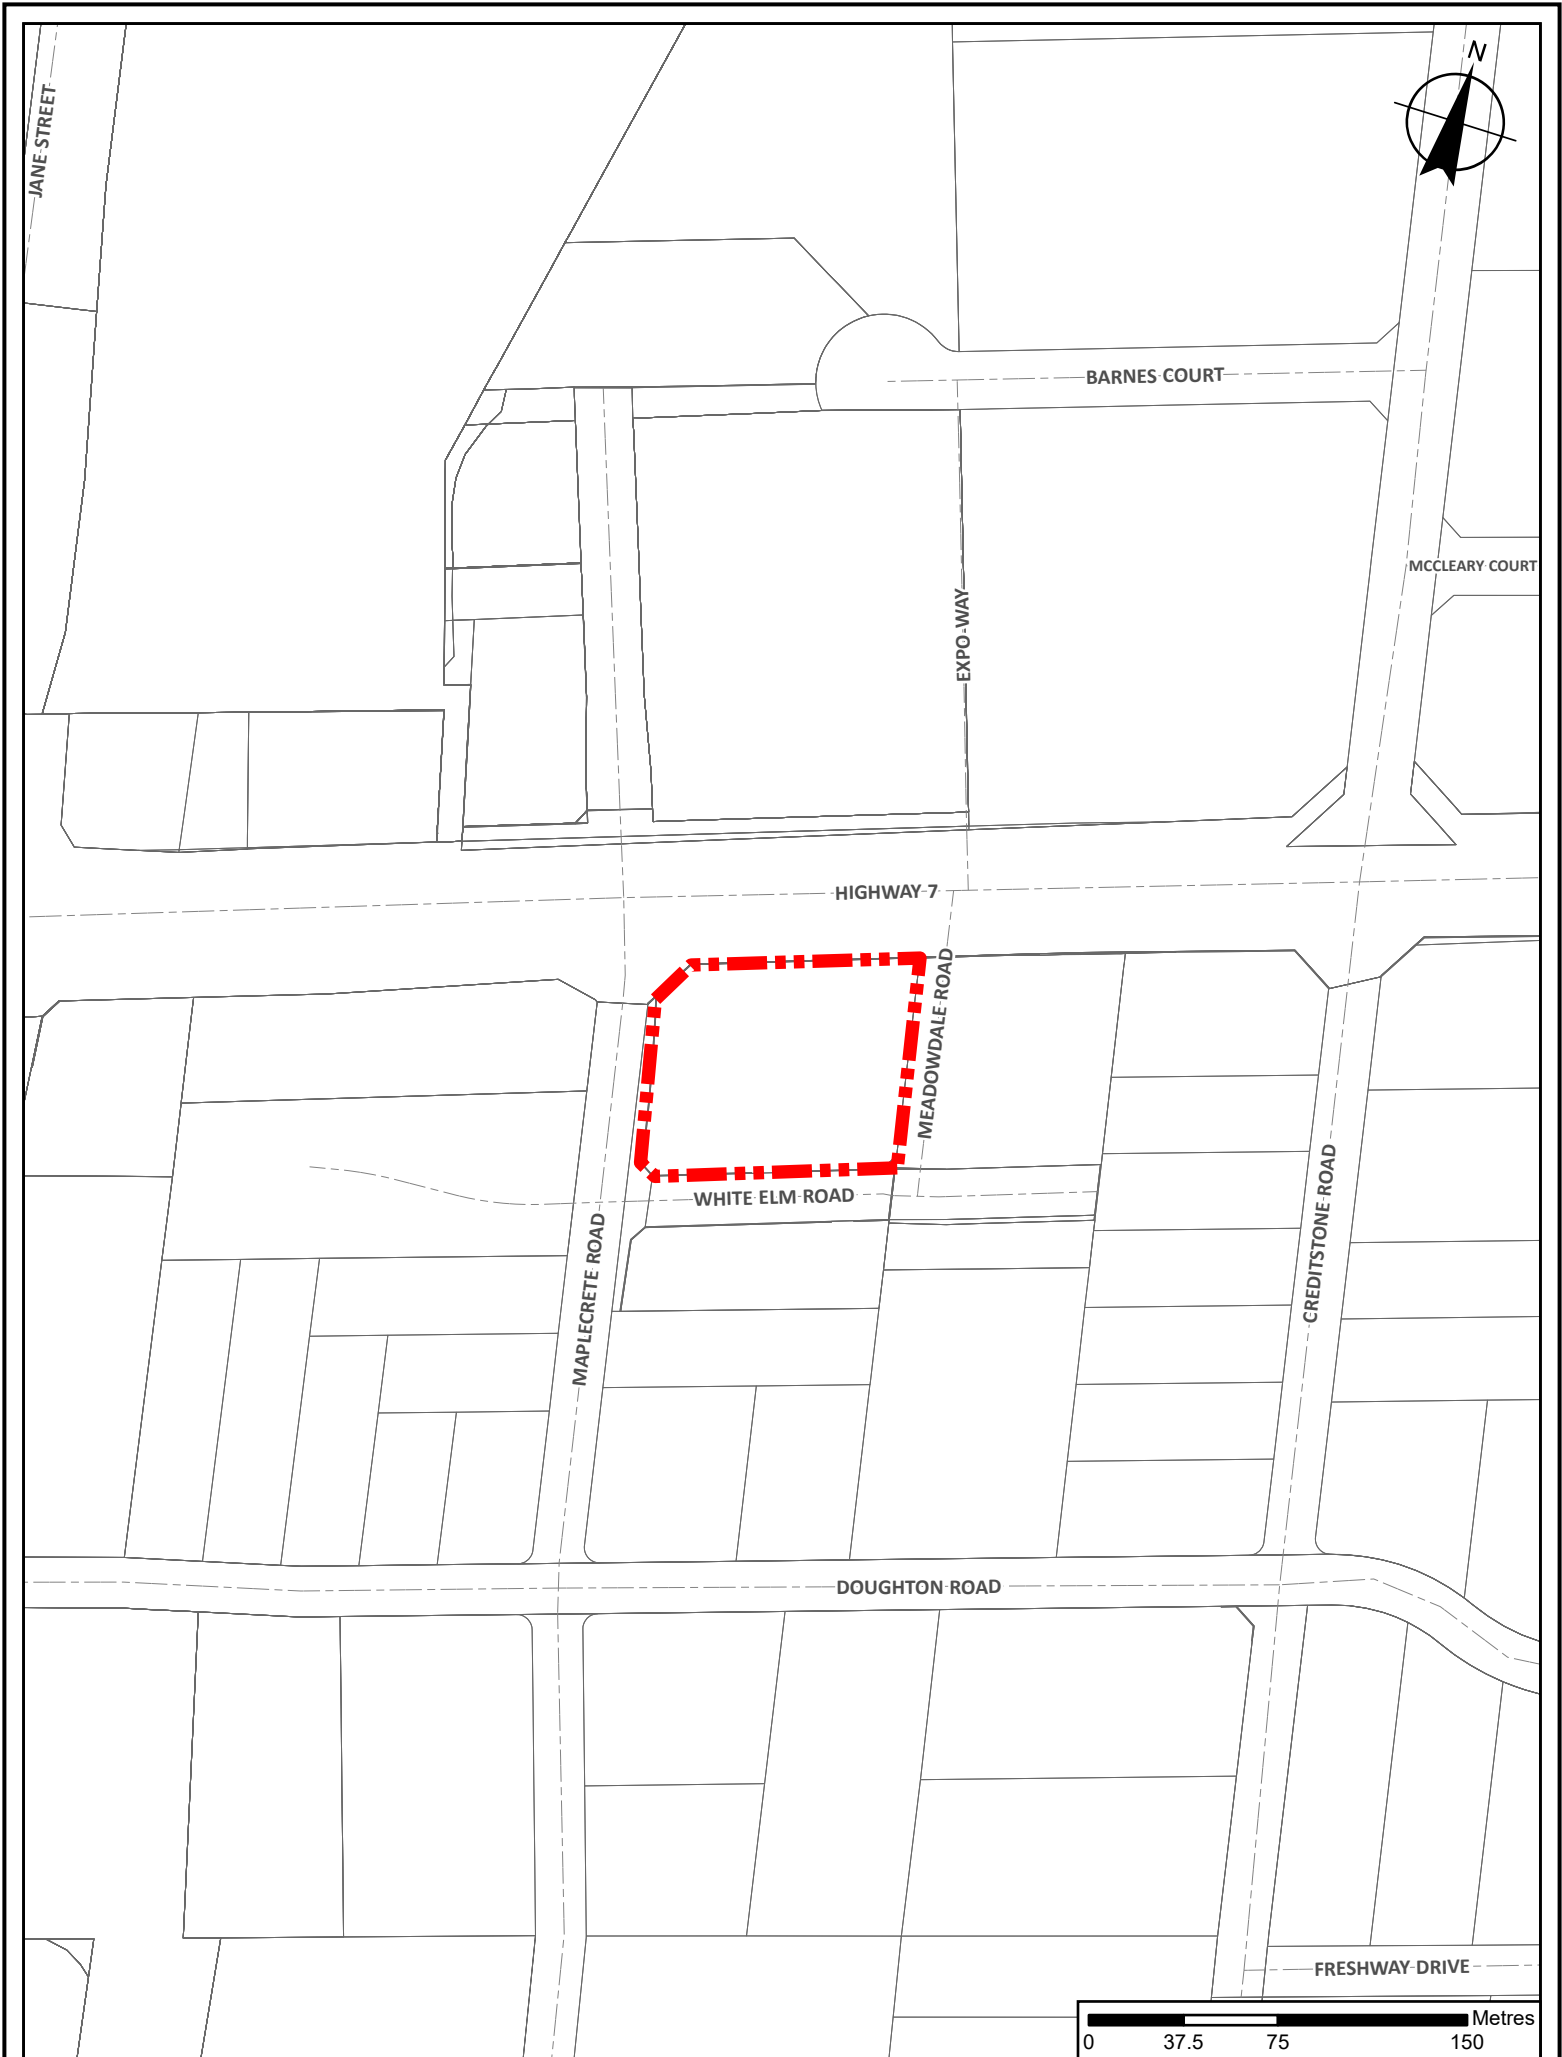 N
JANE STREET
BARNES COURT
MCCLEARY COURT
EXPO WAY
HIGHWAY 7
MEADOWDALE ROAD
WHITE ELM ROAD
CREDITSTONE ROAD
MAPLECRETE ROAD
DOUGHTON ROAD
FRESHWAY DRIVE
Metres
0 37.5 75 150